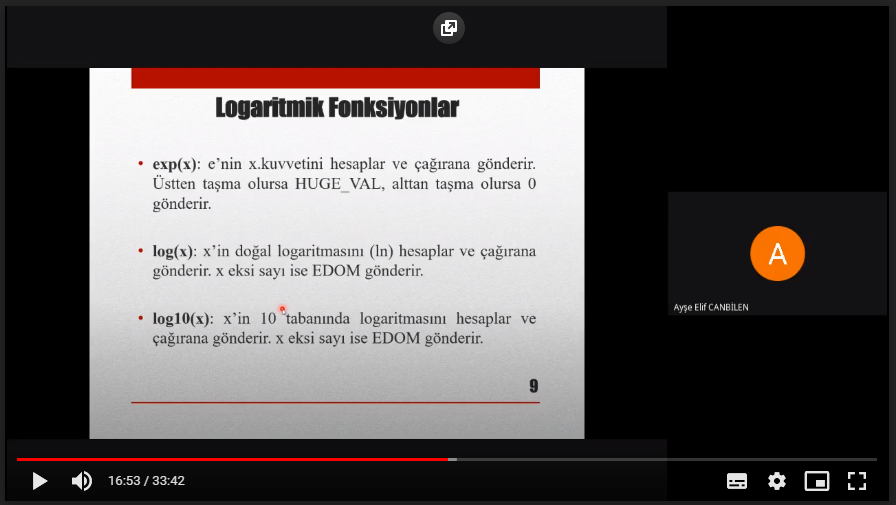 Logaritmik Fonksiyonlar
• exp(x): e’nin x.kuvvetini hesaplar ve çağırana gönderir.
Üstten taşma olursa HUGE_VAL, alttan taşma olursa 0
gönderir.
• log(x): x’in doğal logaritmasını (ln) hesaplar ve çağırana
gönderir. x eksi sayı ise EDOM gönderir.
• log10(x): x’in 10 tabanında logaritmasını hesaplar ve
çağırana gönderir. x eksi sayı ise EDOM gönderir.
9
A
Ayşe Elif CANBİLEN
16:53 / 33:42